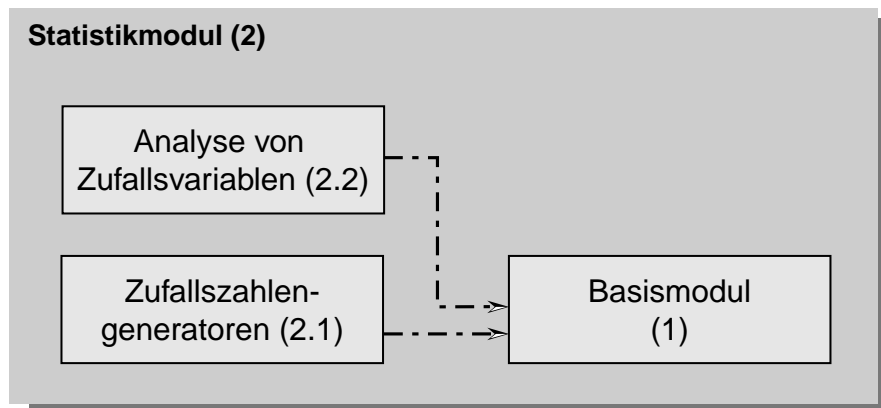 Statistikmodul (2)
Analyse von
Zufallsvariablen (2.2)
Zufallszahlen-
generatoren (2.1)
Basismodul
(1)